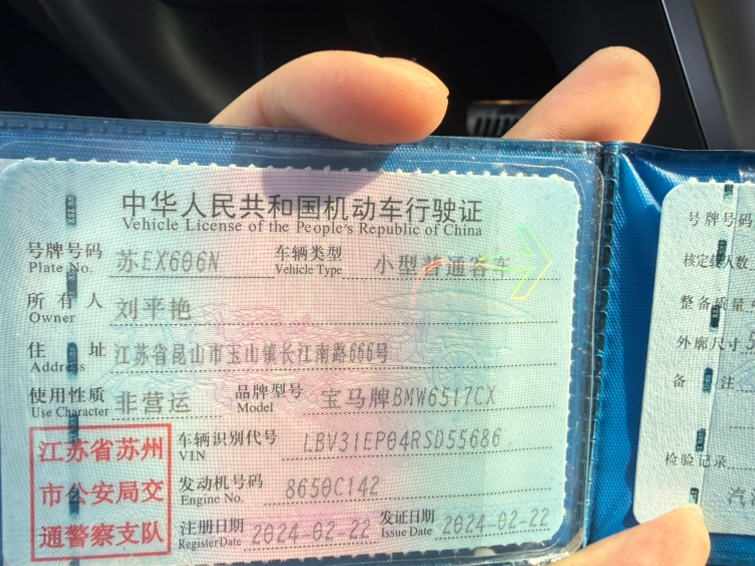 中华人民共和国机动车行驶证
Vehicle License of the People's Republic of China
号牌号码 苏EX606N 车辆类型 小型普通客车
Plate No. Vehicle Type
所有人 刘平艳
Owner
住址 江苏省昆山市玉山镇长江南路666号
Address
使用性质 非营运 品牌型号 宝马牌BMW6517CX
Use Character Model
江苏省苏州
市公安局交
通警察支队
车辆识别代号 LBV31EP04RSD55686
VIN
发动机号码 8650C142
Engine No.
注册日期 2024-02-22 发证日期 2024-02-22
Register Date Issue Date
号牌号码
核定载人数
整备质量
外廓尺寸
备注
检验记录
汽